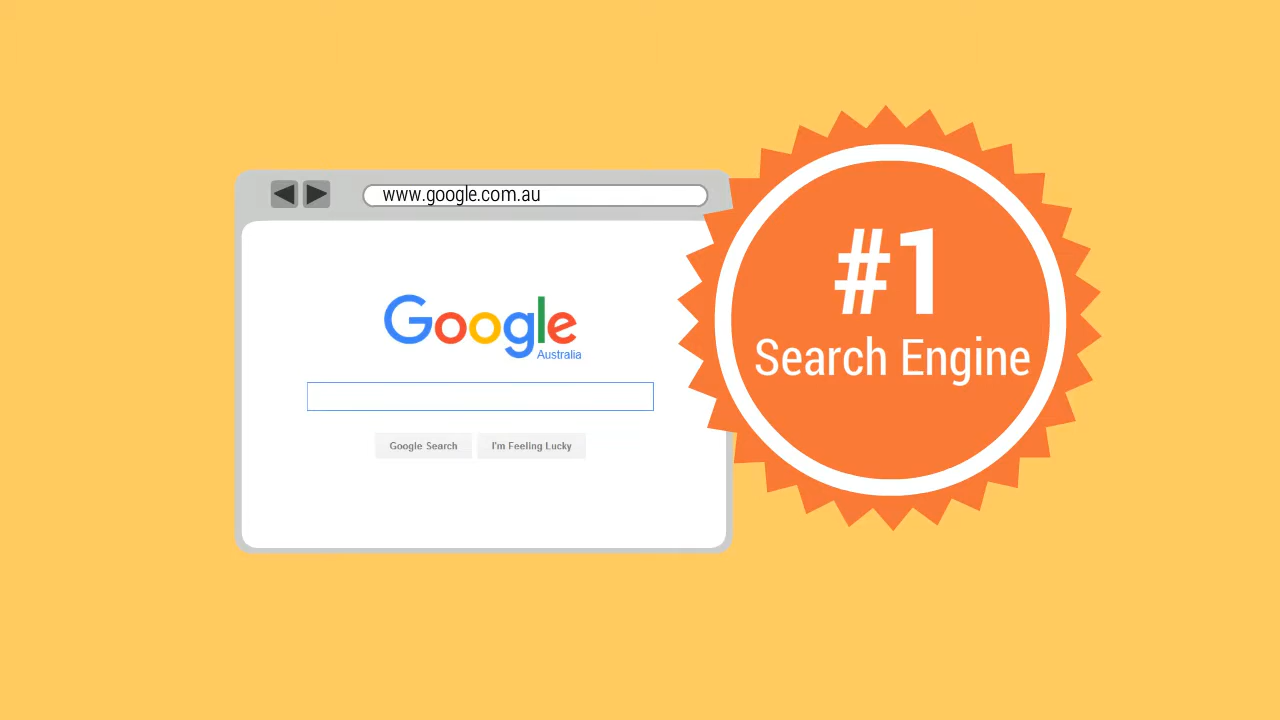 www.google.com.au
Google
Australia
Google Search
I'm Feeling Lucky
#1
Search Engine